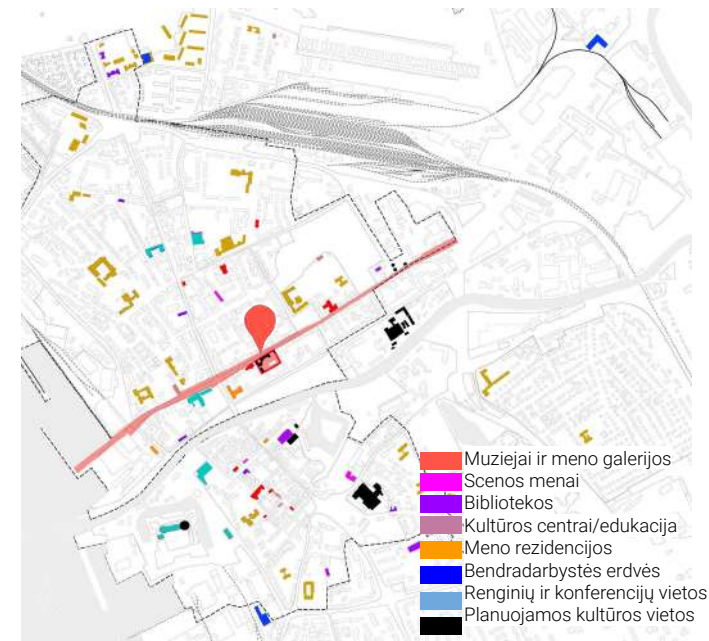 Muziejai ir meno galerijos
Scenos menai
Bibliotekos
Kultūros centrai/edukacija
Meno rezidencijos
Bendradarbystės erdvės
Renginių ir konferencijų vietos
Planuojamos kultūros vietos